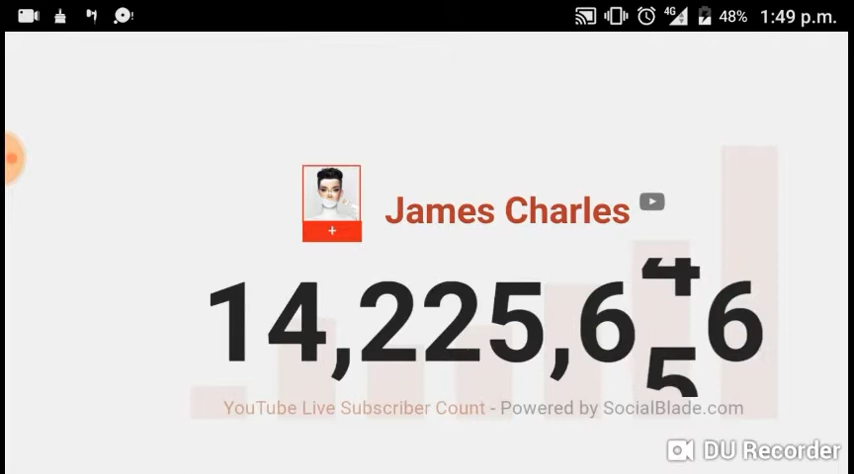 4G 48% 1:49 p.m.
James Charles
14,225,6 6
YouTube Live Subscriber Count - Powered by SocialBlade.com
DU Recorder